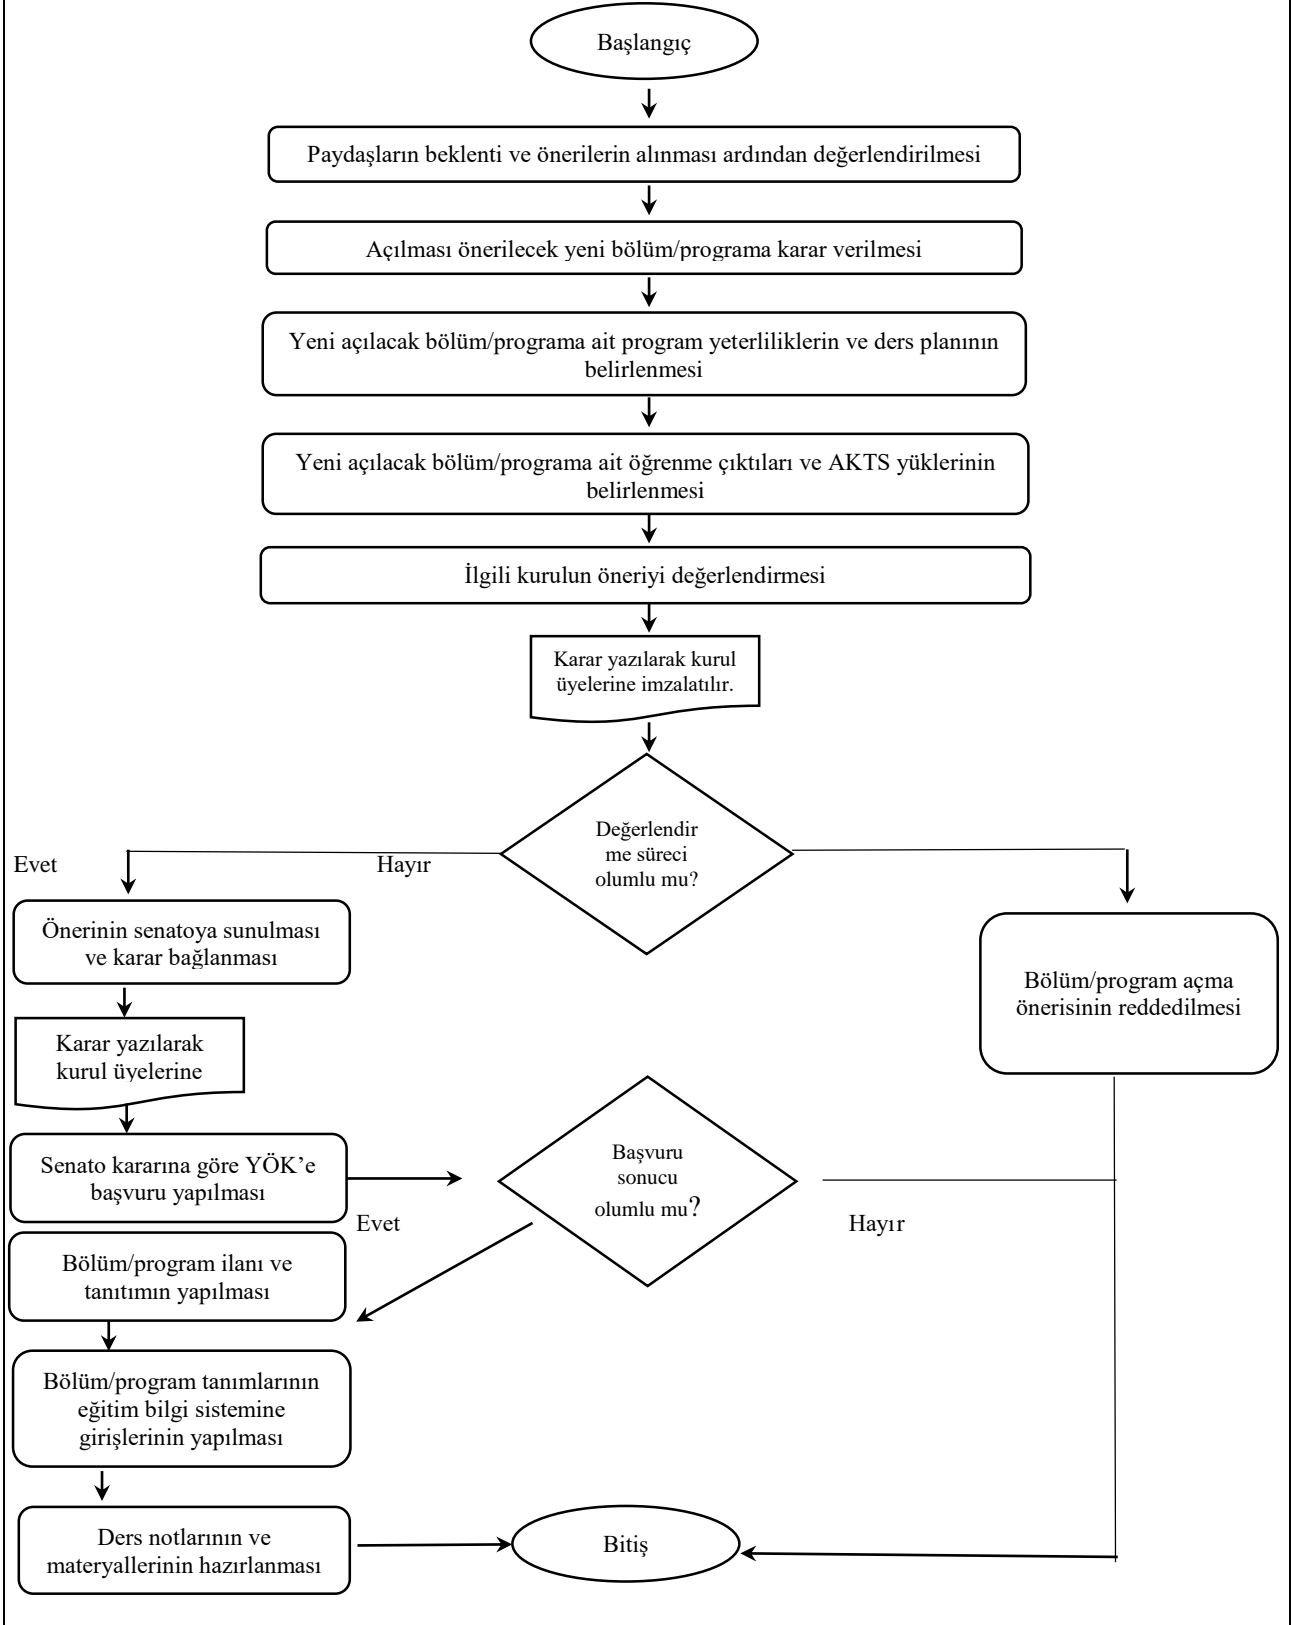 Başlangıç
Paydaşların beklenti ve önerilerin alınması ardından değerlendirilmesi
Açılması önerilecek yeni bölüm/programa karar verilmesi
Yeni açılacak bölüm/programa ait program yeterliliklerin ve ders planının
belirlenmesi
Yeni açılacak bölüm/programa ait öğrenme çıktıları ve AKTS yüklerinin
belirlenmesi
İlgili kurulun öneriyi değerlendirmesi
Karar yazılarak kurul
üyelerine imzalatılır.
Değerlendir
me süreci
olumlu mu?
Evet
Hayır
Önerinin senatoya sunulması
ve karar bağlanması
Bölüm/program açma
önerisinin reddedilmesi
Karar yazılarak
kurul üyelerine
Senato kararına göre YÖK’e
başvuru yapılması
Başvuru
sonucu
olumlu mu?
Evet
Hayır
Bölüm/program ilanı ve
tanıtımın yapılması
Bölüm/program tanımlarının
eğitim bilgi sistemine
girişlerinin yapılması
Ders notlarının ve
materyallerinin hazırlanması
Bitiş